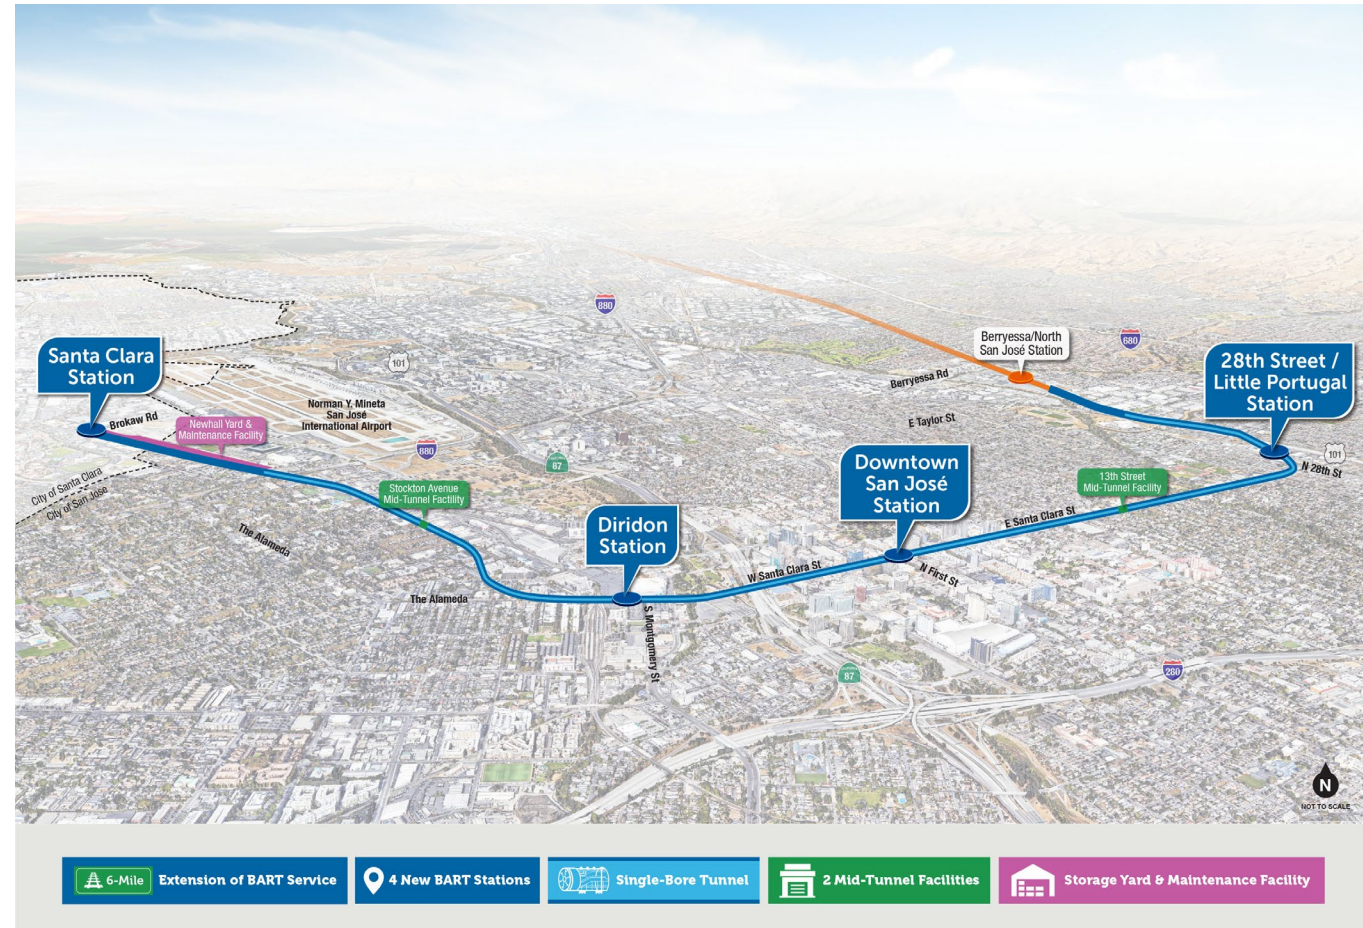 880
Berryessa/North
San José Station
680
28th Street /
Little Portugal
Station
Santa Clara
Station
101
Berryessa Rd
Norman Y. Mineta
San José
International Airport
Brokaw Rd
Newhall Yard &
Maintenance Facility
E Taylor St
880
87
Downtown
San José
Station
101
N 28th St
13th Street
Mid-Tunnel Facility
City of Santa Clara
City of San Jose
Stockton Avenue
Mid-Tunnel Factility
Diridon
Station
E Santa Clara St
The Alameda
W Santa Clara St
N First St
The Alameda
S Montgomery St
87
280
N
NOT TO SCALE
6-Mile Extension of BART Service
4 New BART Stations
Single-Bore Tunnel
2 Mid-Tunnel Facilities
Storage Yard & Maintenance Facility